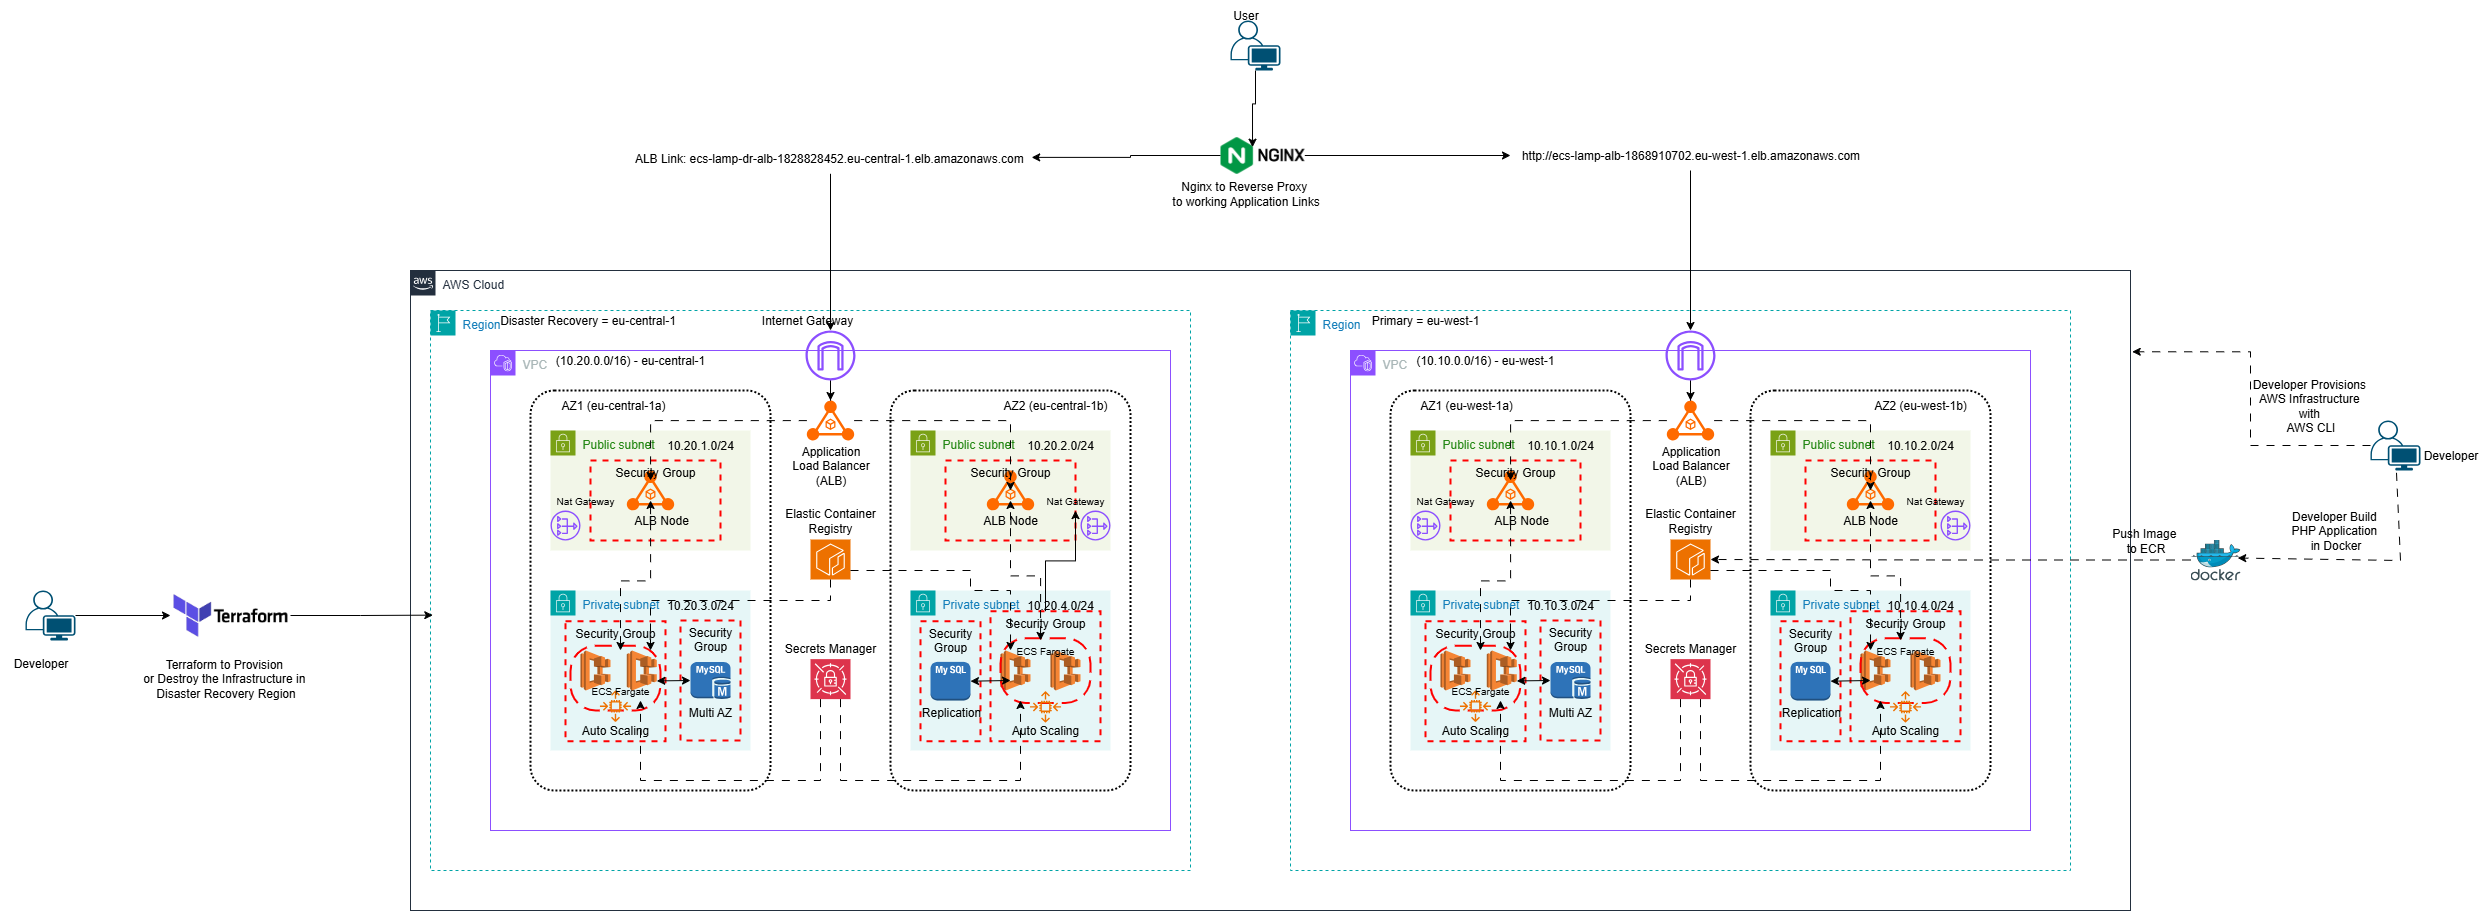 User
NGINX
Nginx to Reverse Proxy
to working Application Links
ALB Link: ecs-lamp-dr-alb-1828828452.eu-central-1.elb.amazonaws.com
http://ecs-lamp-alb-1868910702.eu-west-1.elb.amazonaws.com
aws
AWS Cloud
Region
Disaster Recovery = eu-central-1
Internet Gateway
VPC
(10.20.0.0/16) - eu-central-1
AZ1 (eu-central-1a)
Public subnet
10.20.1.0/24
Security Group
Nat Gateway
ALB Node
Private subnet
10.20.3.0/24
Security Group
ECS Fargate
Auto Scaling
Security
Group
MySQL
M
Multi AZ
Application
Load Balancer
(ALB)
Elastic Container
Registry
Secrets Manager
AZ2 (eu-central-1b)
Public subnet
10.20.2.0/24
Security Group
Nat Gateway
ALB Node
Private subnet
10.20.4.0/24
Security
Group
My SQL
Replication
Security Group
ECS Fargate
Auto Scaling
Region
Primary = eu-west-1
VPC
(10.10.0.0/16) - eu-west-1
AZ1 (eu-west-1a)
Public subnet
10.10.1.0/24
Security Group
Nat Gateway
ALB Node
Private subnet
10.10.3.0/24
Security Group
ECS Fargate
Auto Scaling
Security
Group
MySQL
M
Multi AZ
Application
Load Balancer
(ALB)
Elastic Container
Registry
Secrets Manager
AZ2 (eu-west-1b)
Public subnet
10.10.2.0/24
Security Group
Nat Gateway
ALB Node
Private subnet
10.10.4.0/24
Security
Group
My SQL
Replication
Security Group
ECS Fargate
Auto Scaling
Developer
Terraform
Terraform to Provision
or Destroy the Infrastructure in
Disaster Recovery Region
Developer Provisions
AWS Infrastructure
with
AWS CLI
Developer
Developer Build
PHP Application
in Docker
Push Image
to ECR
docker